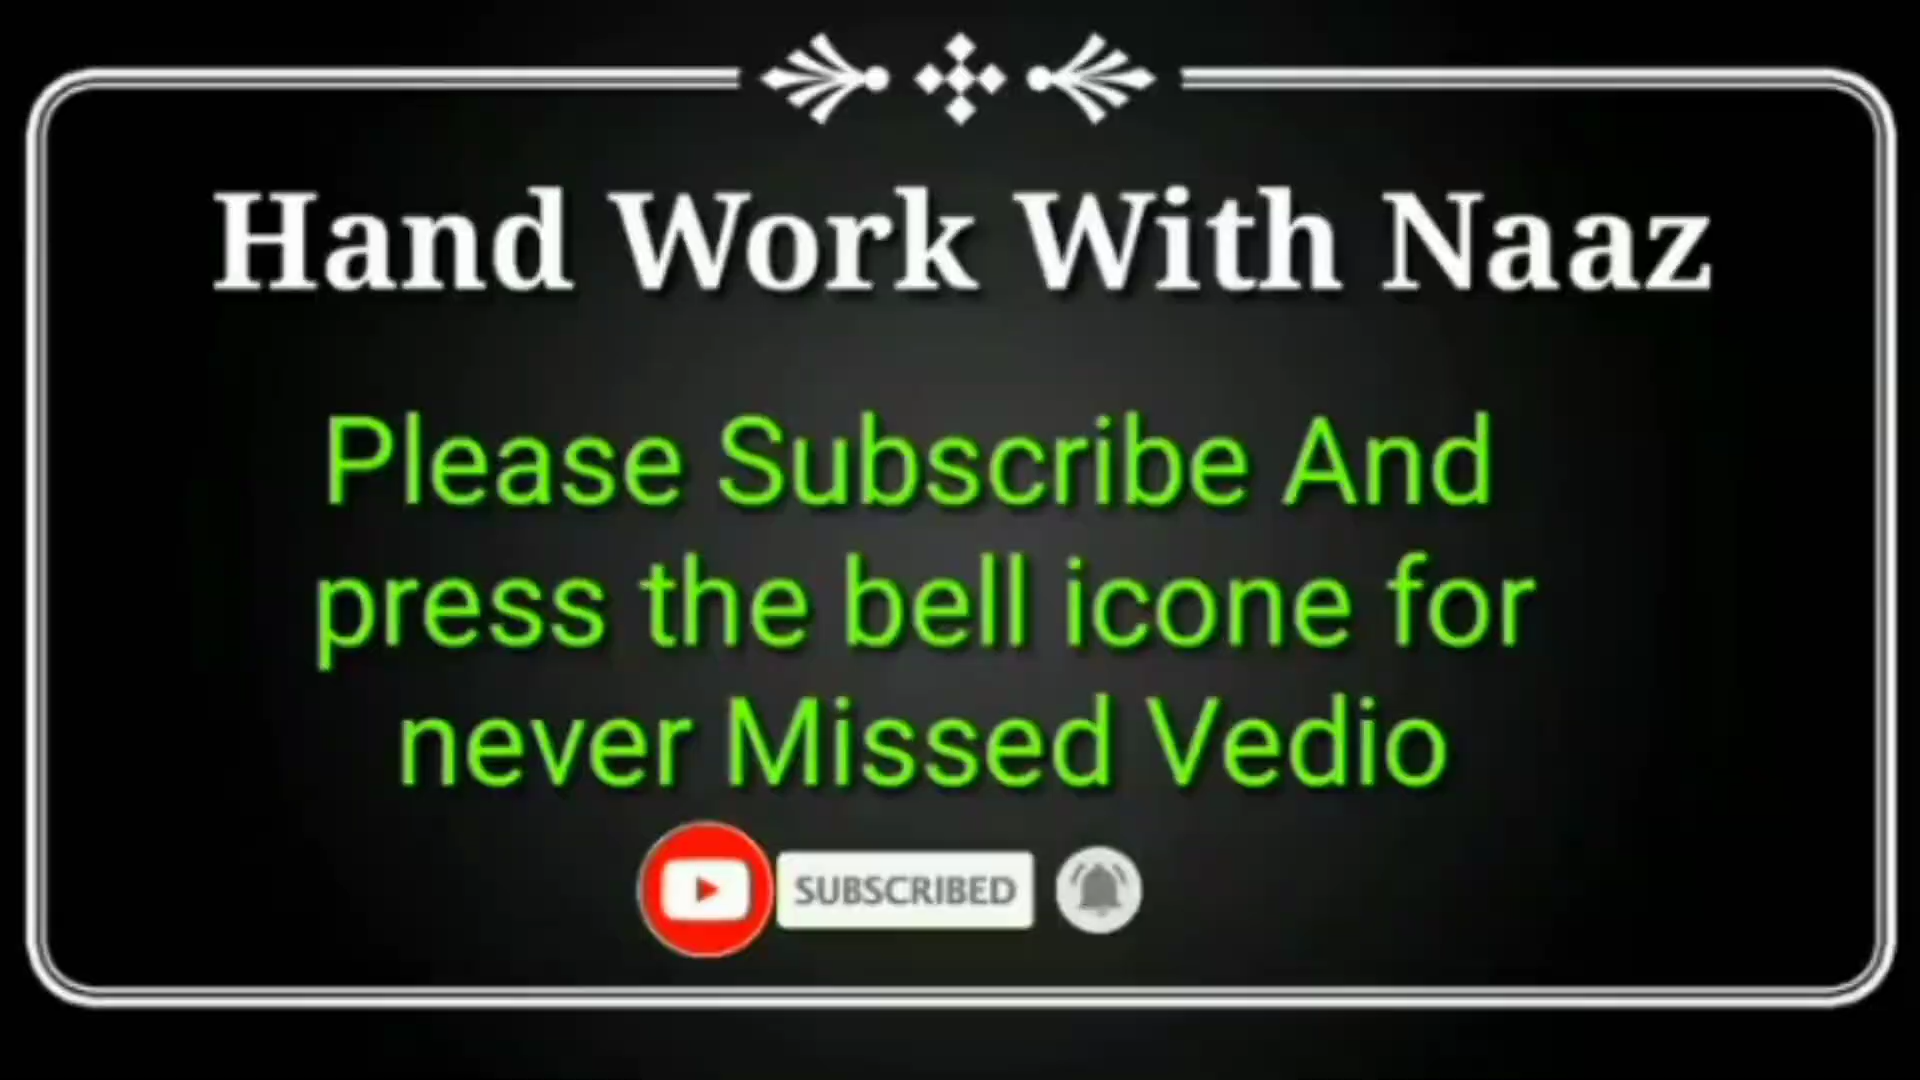 Hand Work With Naaz
Please Subscribe And
press the bell icone for
never Missed Vedio
SUBSCRIBED